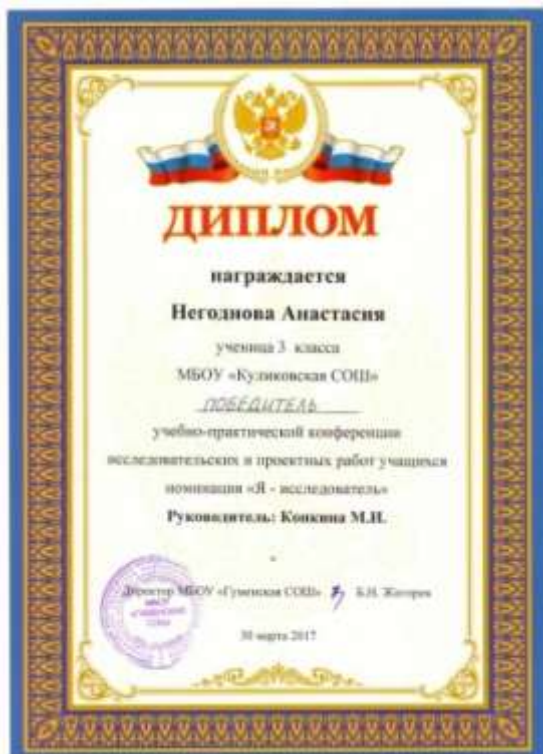 ДИПЛОМ
награждается
Негоднова Анастасия
ученица 3 класса
МБОУ «Куликовская СОШ»
ПОБЕДИТЕЛЬ
учебно-практической конференции
исследовательских и проектных работ учащихся
номинация «Я - исследователь»
Руководитель: Конкина М.И.
Директор МБОУ «Гуменская СОШ» Б.Н.
30 марта 2017